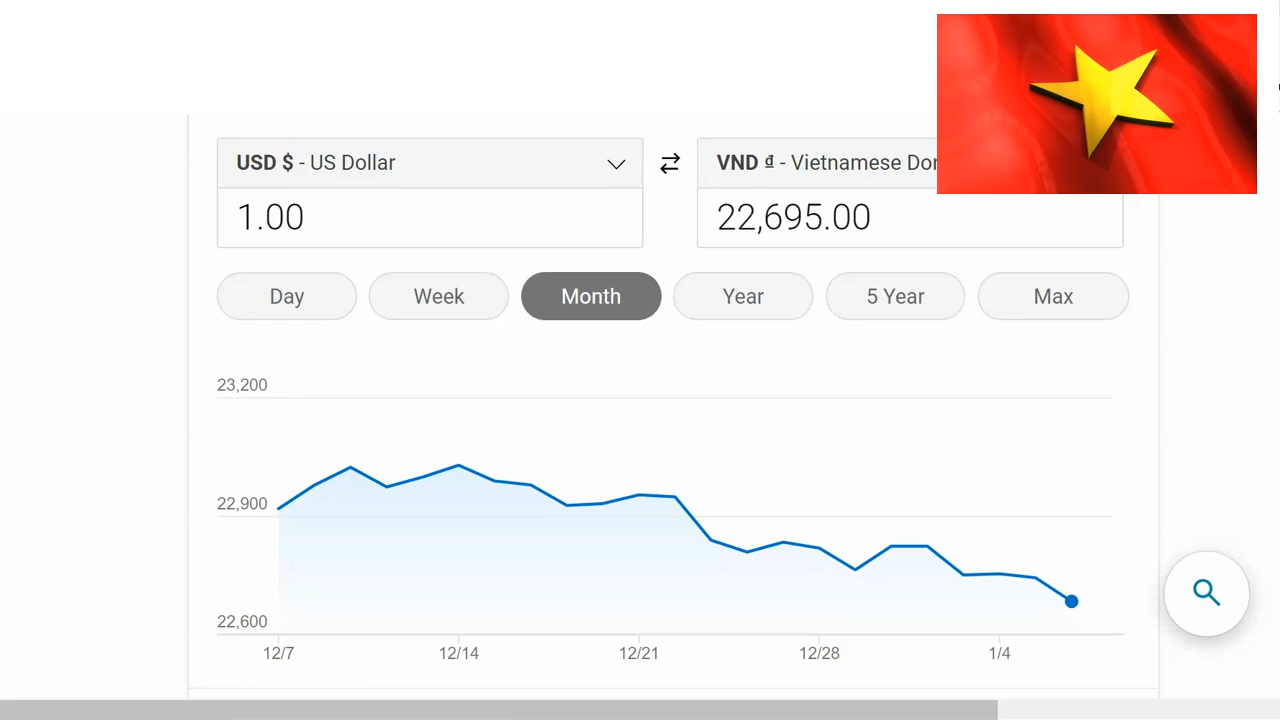 USD $ - US Dollar
VND ₫ - Vietnamese Don
1.00
22,695.00
Day
Week
Month
Year
5 Year
Max
23,200
22,900
22,600
12/7
12/14
12/21
12/28
1/4